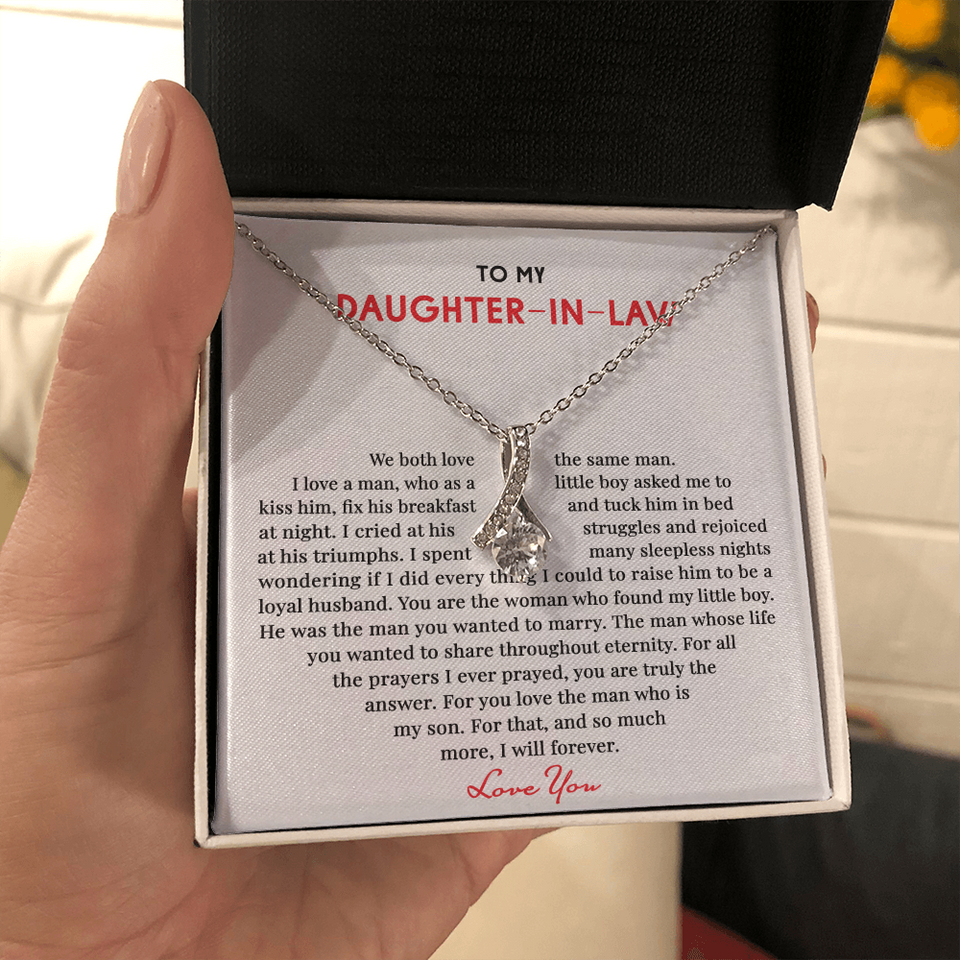 TO MY
DAUGHTER-IN-LAW
We both love the same man.
I love a man, who as a little boy asked me to
kiss him, fix his breakfast and tuck him in bed
at night. I cried at his struggles and rejoiced
at his triumphs. I spent many sleepless nights
wondering if I did every thing I could to raise him to be a
loyal husband. You are the woman who found my little boy.
He was the man you wanted to marry. The man whose life
you wanted to share throughout eternity. For all
the prayers I ever prayed, you are truly the
answer. For you love the man who is
my son. For that, and so much
more, I will forever.
Love You